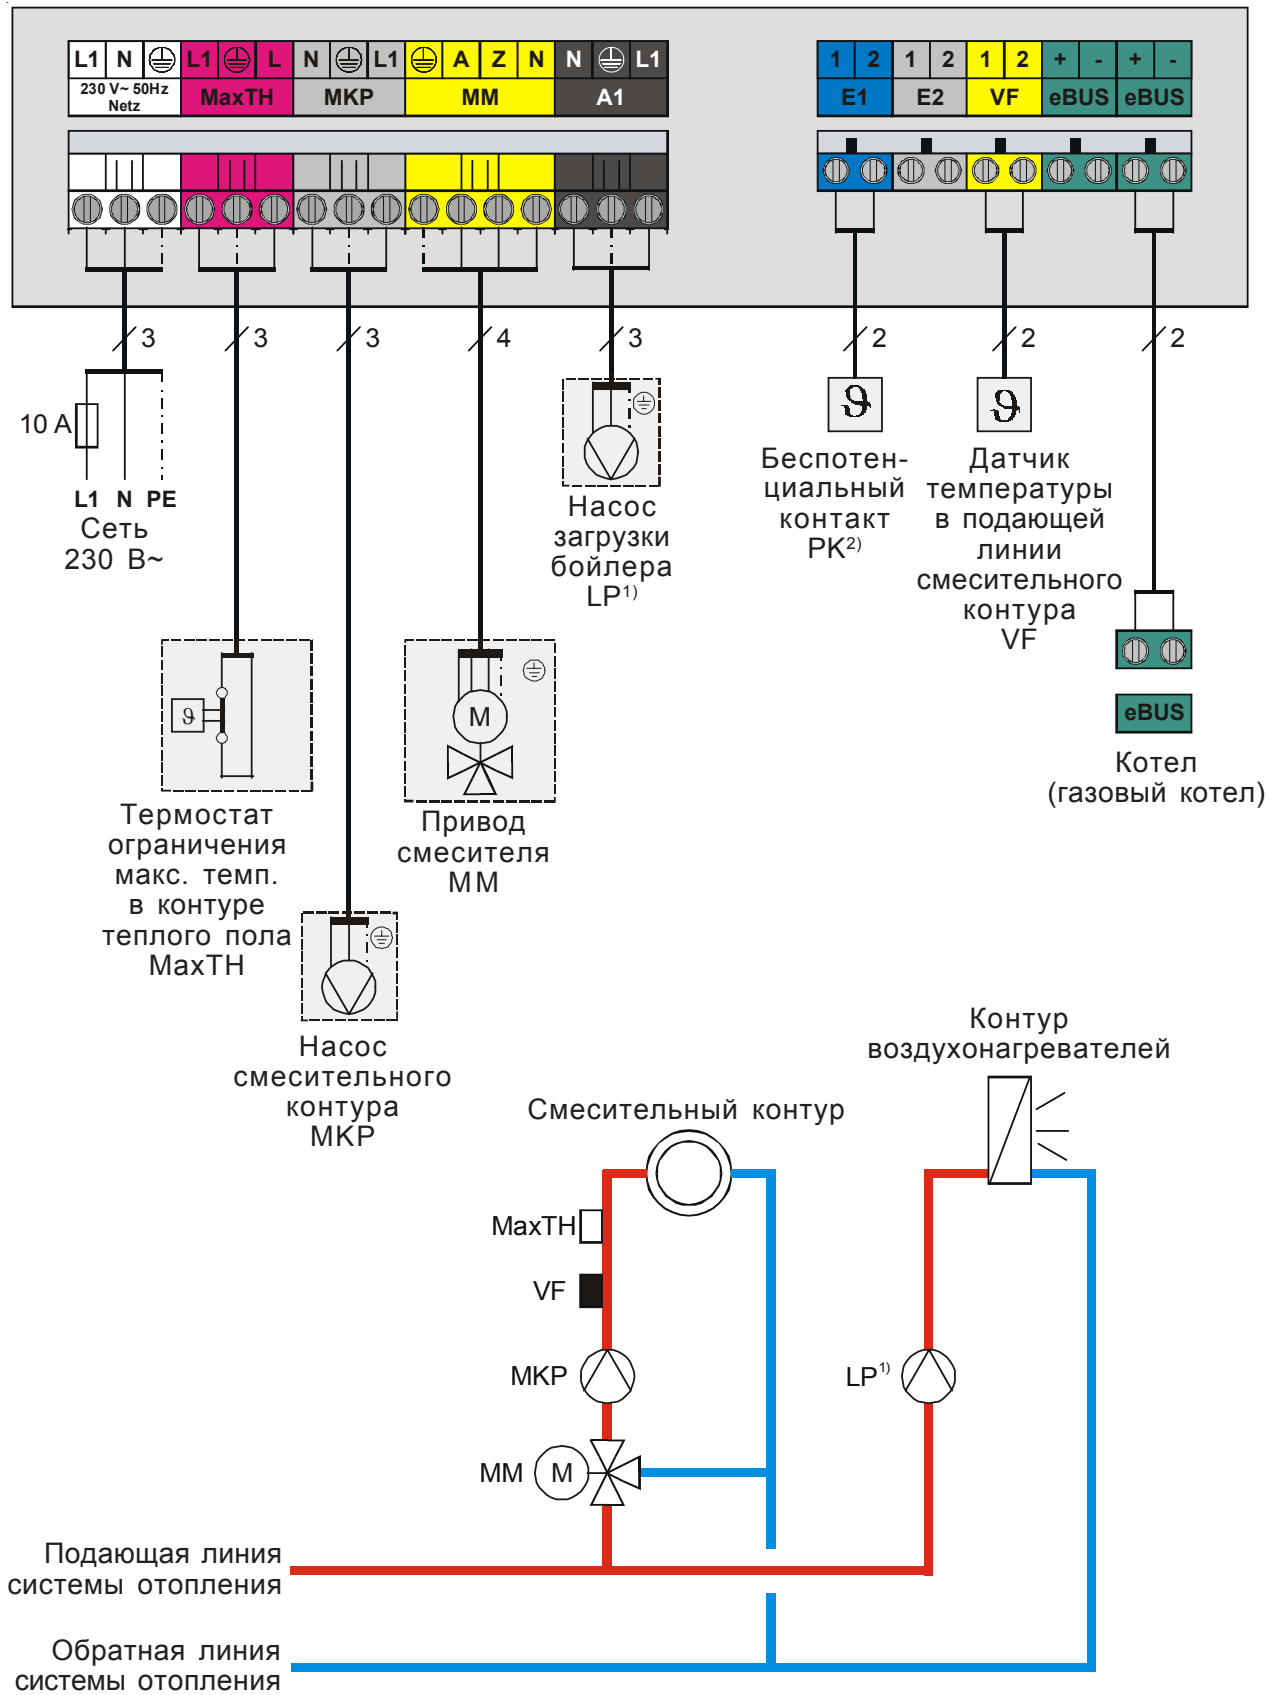 L1 N L1 L N L1 A Z N N L1 1 2 1 2 1 2 + - + -
230 V~ 50Hz
Netz
MaxTH MKP MM A1 E1 E2 VF eBUS eBUS
3 3 3 4 3 2 2 2
10 A
L1 N PE
Сеть
230 В~
Насос
загрузки
бойлера
LP1)
ϑ
Беспотен-
циальный
контакт
PK2)
ϑ
Датчик
температуры
в подающей
линии
смесительного
контура
VF
eBUS
Котел
(газовый котел)
ϑ
Термостат
ограничения
макс. темп.
в контуре
теплого пола
MaxTH
M
Привод
смесителя
MM
Насос
смесительного
контура
MKP
Контур
воздухонагревателей
Смесительный контур
MaxTH
VF
MKP
LP1)
MM M
Подающая линия
системы отопления
Обратная линия
системы отопления